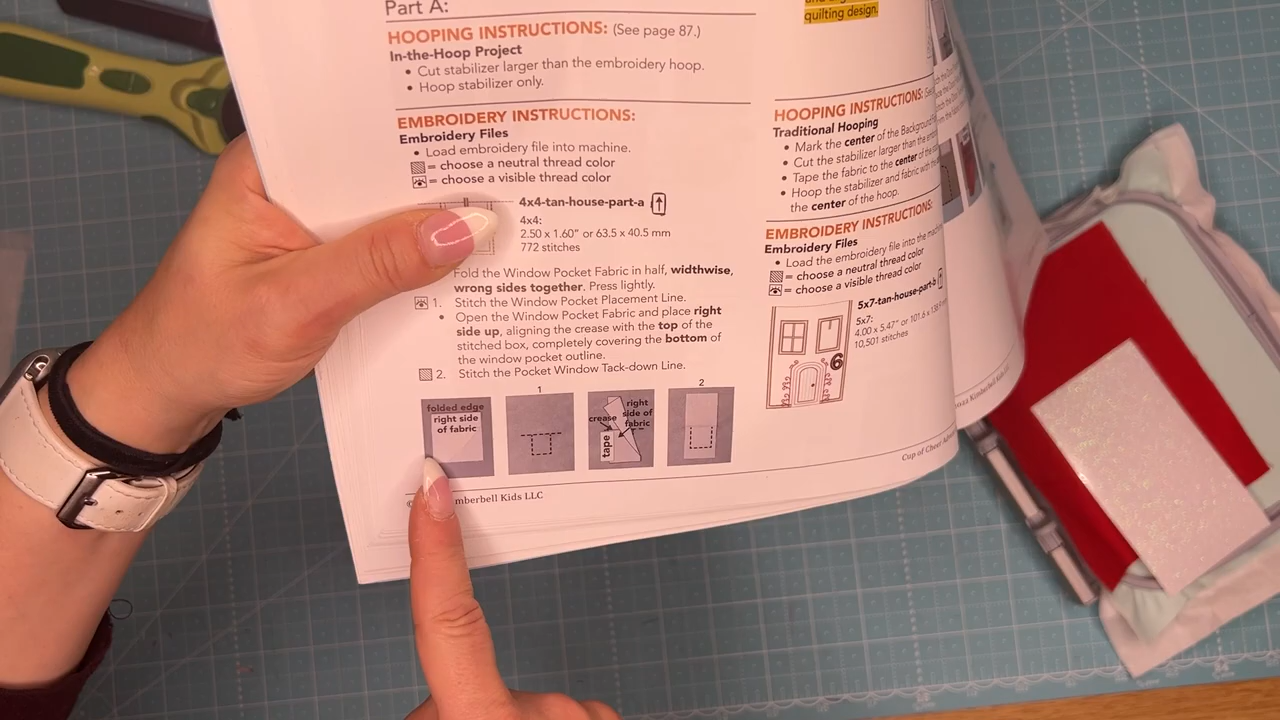 Part A:
HOOPING INSTRUCTIONS: (See page 87.)
In-the-Hoop Project
• Cut stabilizer larger than the embroidery hoop.
• Hoop stabilizer only.
EMBROIDERY INSTRUCTIONS:
Embroidery Files
• Load embroidery file into machine.
= choose a neutral thread color
= choose a visible thread color
4x4-tan-house-part-a
4x4:
2.50 x 1.60" or 63.5 x 40.5 mm
772 stitches
Fold the Window Pocket Fabric in half, widthwise,
wrong sides together. Press lightly.
1. Stitch the Window Pocket Placement Line.
• Open the Window Pocket Fabric and place right
side up, aligning the crease with the top of the
stitched box, completely covering the bottom of
the window pocket outline.
2. Stitch the Pocket Window Tack-down Line.
1
2
folded edge
right side
of fabric
crease
right
side of
fabric
tape
mberbell Kids LLC
quilting design.
HOOPING INSTRUCTIONS:
Traditional Hooping
• Mark the center of the
• Cut the stabilizer larger than the
• Tape the fabric to the center of the
• Hoop the stabilizer and fabric
the center of the hoop.
EMBROIDERY INSTRUCTIONS:
Embroidery Files
• Load the embroidery file into the
= choose a neutral thread color
= choose a visible thread color
5x7-tan-house-part-b
5x7:
4.00 x 5.47" or 101.6 x
10,501 stitches
6
Cup of Cheer